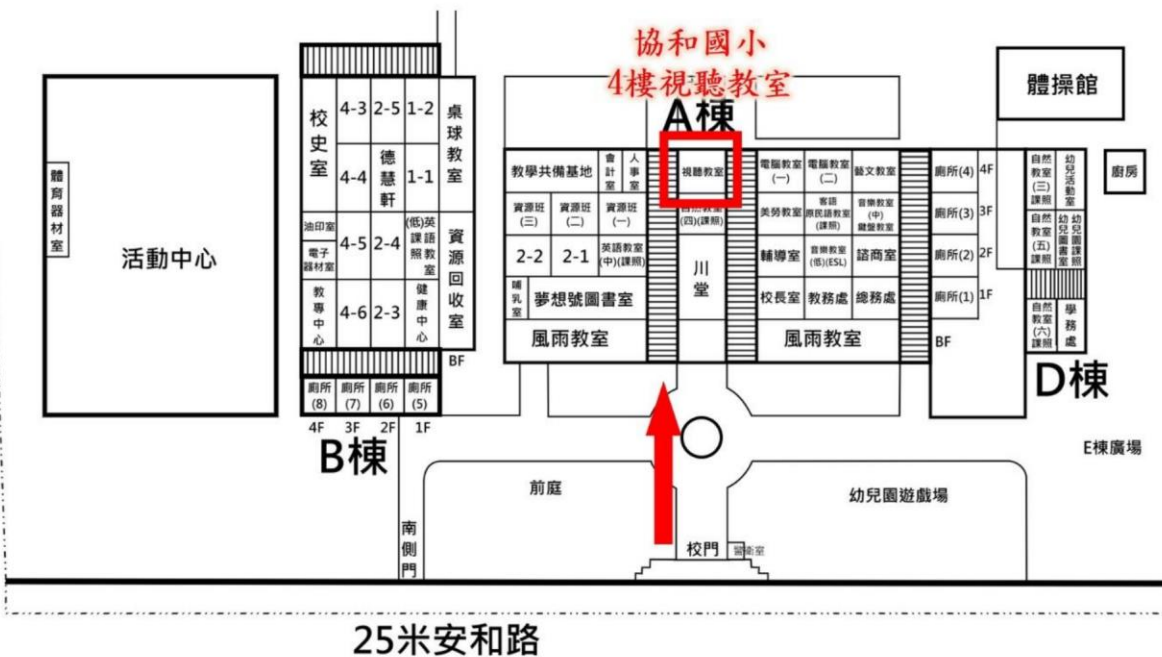 協和國小
4樓視聽教室
A棟
體操館
廚房
體育器材室
活動中心
校史室
4-3
2-5
1-2
桌球教室
4-4
德慧軒
1-1
油印室
電子器材室
4-5
2-4
(低)英語教室課照
資源回收室
教專中心
4-6
2-3
健康中心
BF
廁所(8)
廁所(7)
廁所(6)
廁所(5)
4F
3F
2F
1F
B棟
教學共備基地
會計室
人事室
視聽教室
電腦教室(一)
電腦教室(二)
藝文教室
資源班(三)
資源班(二)
資源班(一)
自然教室(四)(課照)
美勞教室
客語原民語教室(課照)
音樂教室(中)鍵盤教室
2-2
2-1
英語教室(中)(課照)
川堂
輔導室
音樂教室(低)(ESL)
諮商室
哺乳室
夢想號圖書室
校長室
教務處
總務處
風雨教室
風雨教室
廁所(4)
4F
廁所(3)
3F
廁所(2)
2F
廁所(1)
1F
BF
自然教室(三)課照
幼兒活動室
自然教室(五)課照
幼兒圖書室
幼兒園課照
自然教室(六)課照
學務處
D棟
E棟廣場
前庭
幼兒園遊戲場
南側門
校門
警衛室
25米安和路